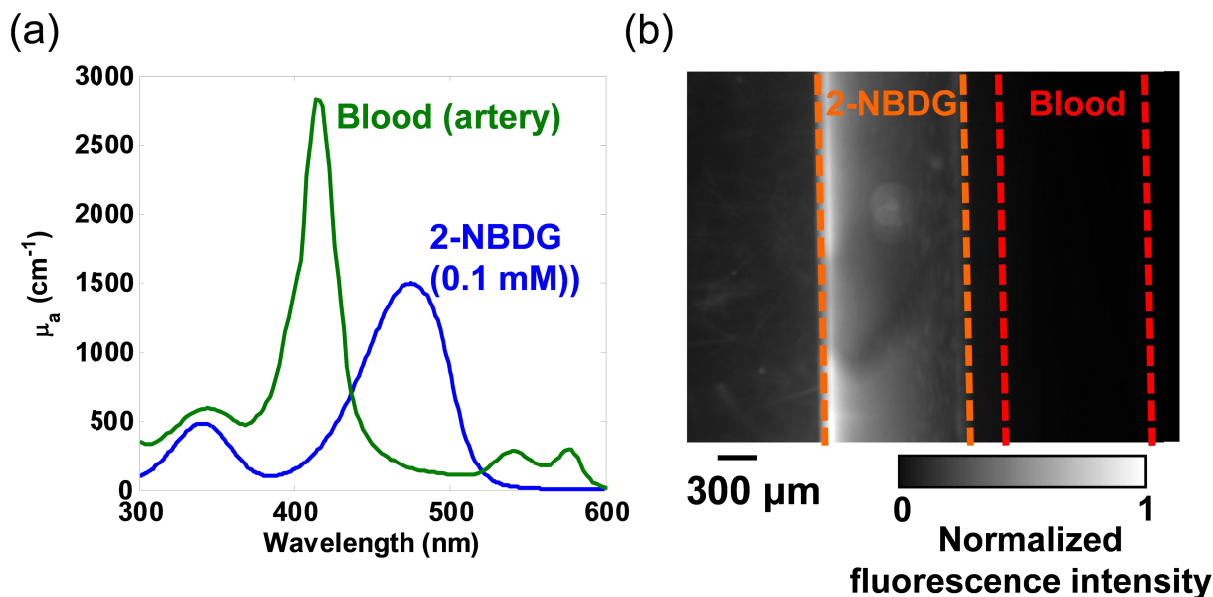 (a)
3000
2500
2000
1500
1000
500
0
μa (cm-1)
Blood (artery)
2-NBDG
(0.1 mM))
300
400
500
600
Wavelength (nm)
(b)
2-NBDG
Blood
300 μm
0
1
Normalized
fluorescence intensity